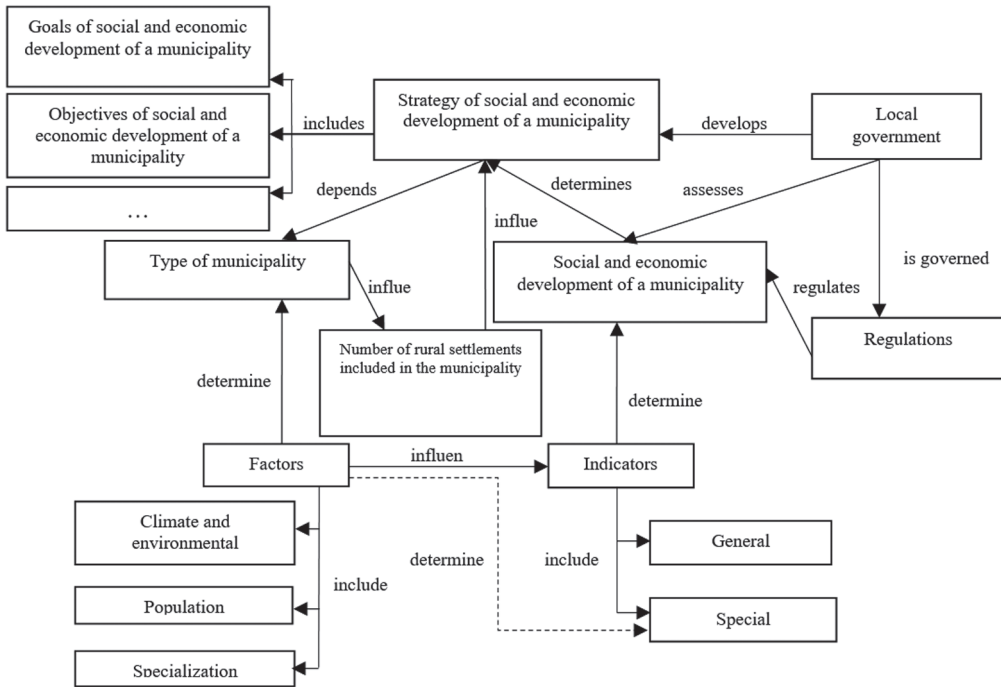 Goals of social and economic
development of a municipality
Objectives of social and
economic development of a
municipality
…
includes
Strategy of social and economic
development of a municipality
develops
Local
government
depends
determines
influe
assesses
is governed
Type of municipality
influe
Social and economic
development of a municipality
regulates
Regulations
Number of rural settlements
included in the municipality
determine
determine
Factors
influen
Indicators
Climate and
environmental
Population
Specialization
include
determine
include
General
Special